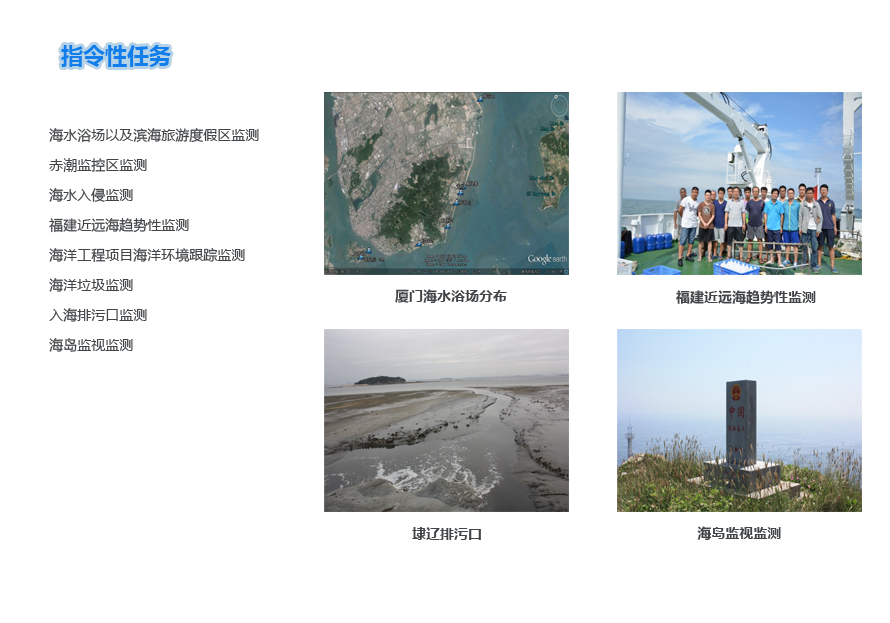 指令性任务
海水浴场以及滨海旅游度假区监测
赤潮监控区监测
海水入侵监测
福建近远海趋势性监测
海洋工程项目海洋环境跟踪监测
海洋垃圾监测
入海排污口监测
海岛监视监测
Google earth
厦门海水浴场分布
福建近远海趋势性监测
中国
埭辽排污口
海岛监视监测